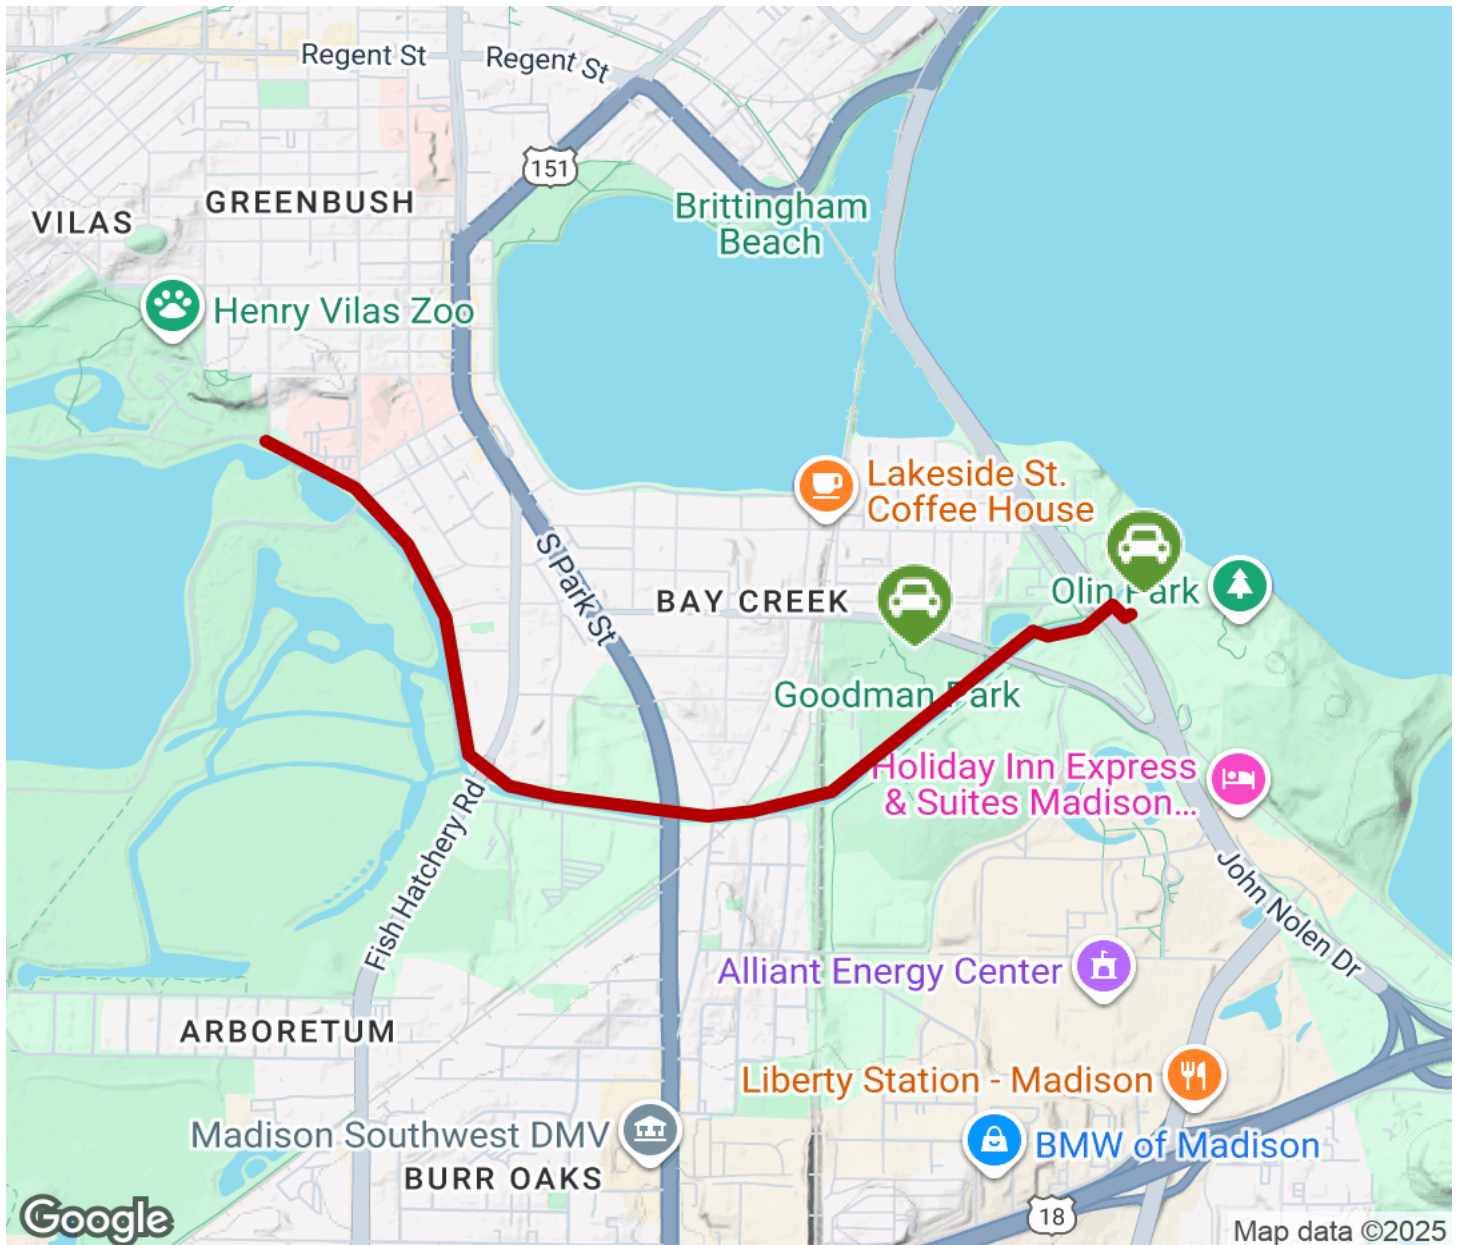 Regent St
Regent St
151
GREENBUSH
VILAS
Brittingham
Beach
Henry Vilas Zoo
Lakeside St.
Coffee House
S Park St
BAY CREEK
Olin Park
Goodman Park
Holiday Inn Express
& Suites Madison...
Fish Hatchery Rd
John Nolen Dr
Alliant Energy Center
ARBORETUM
Liberty Station - Madison
Madison Southwest DMV
BMW of Madison
BURR OAKS
18
Google
Map data ©2025